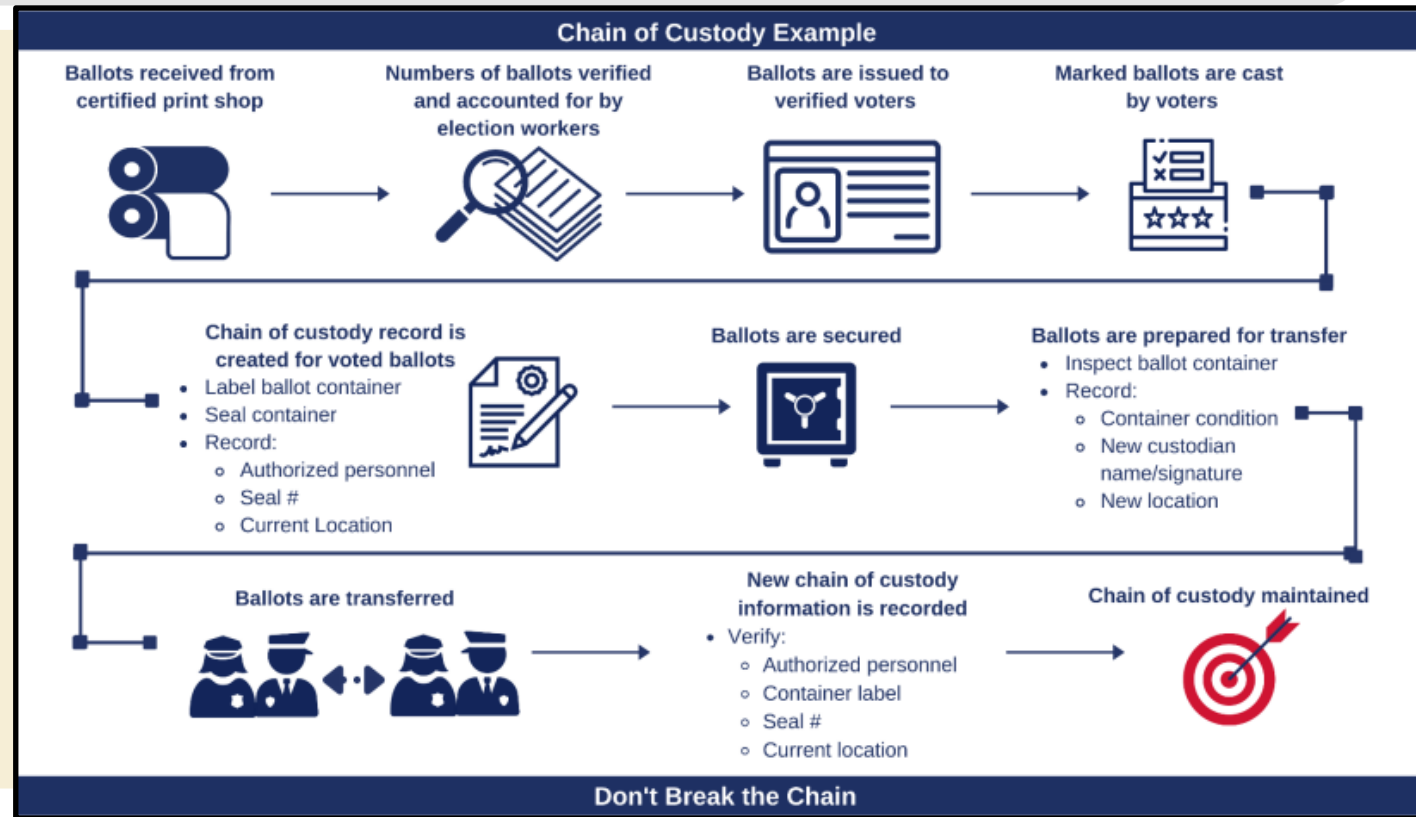 Chain of Custody Example
Ballots received from
certified print shop
Numbers of ballots verified
and accounted for by
election workers
Ballots are issued to
verified voters
Marked ballots are cast
by voters
Chain of custody record is
created for voted ballots
• Label ballot container
• Seal container
• Record:
○ Authorized personnel
○ Seal #
○ Current Location
Ballots are secured
Ballots are prepared for transfer
• Inspect ballot container
• Record:
○ Container condition
○ New custodian
name/signature
○ New location
Ballots are transferred
New chain of custody
information is recorded
• Verify:
○ Authorized personnel
○ Container label
○ Seal #
○ Current location
Chain of custody maintained
Don't Break the Chain